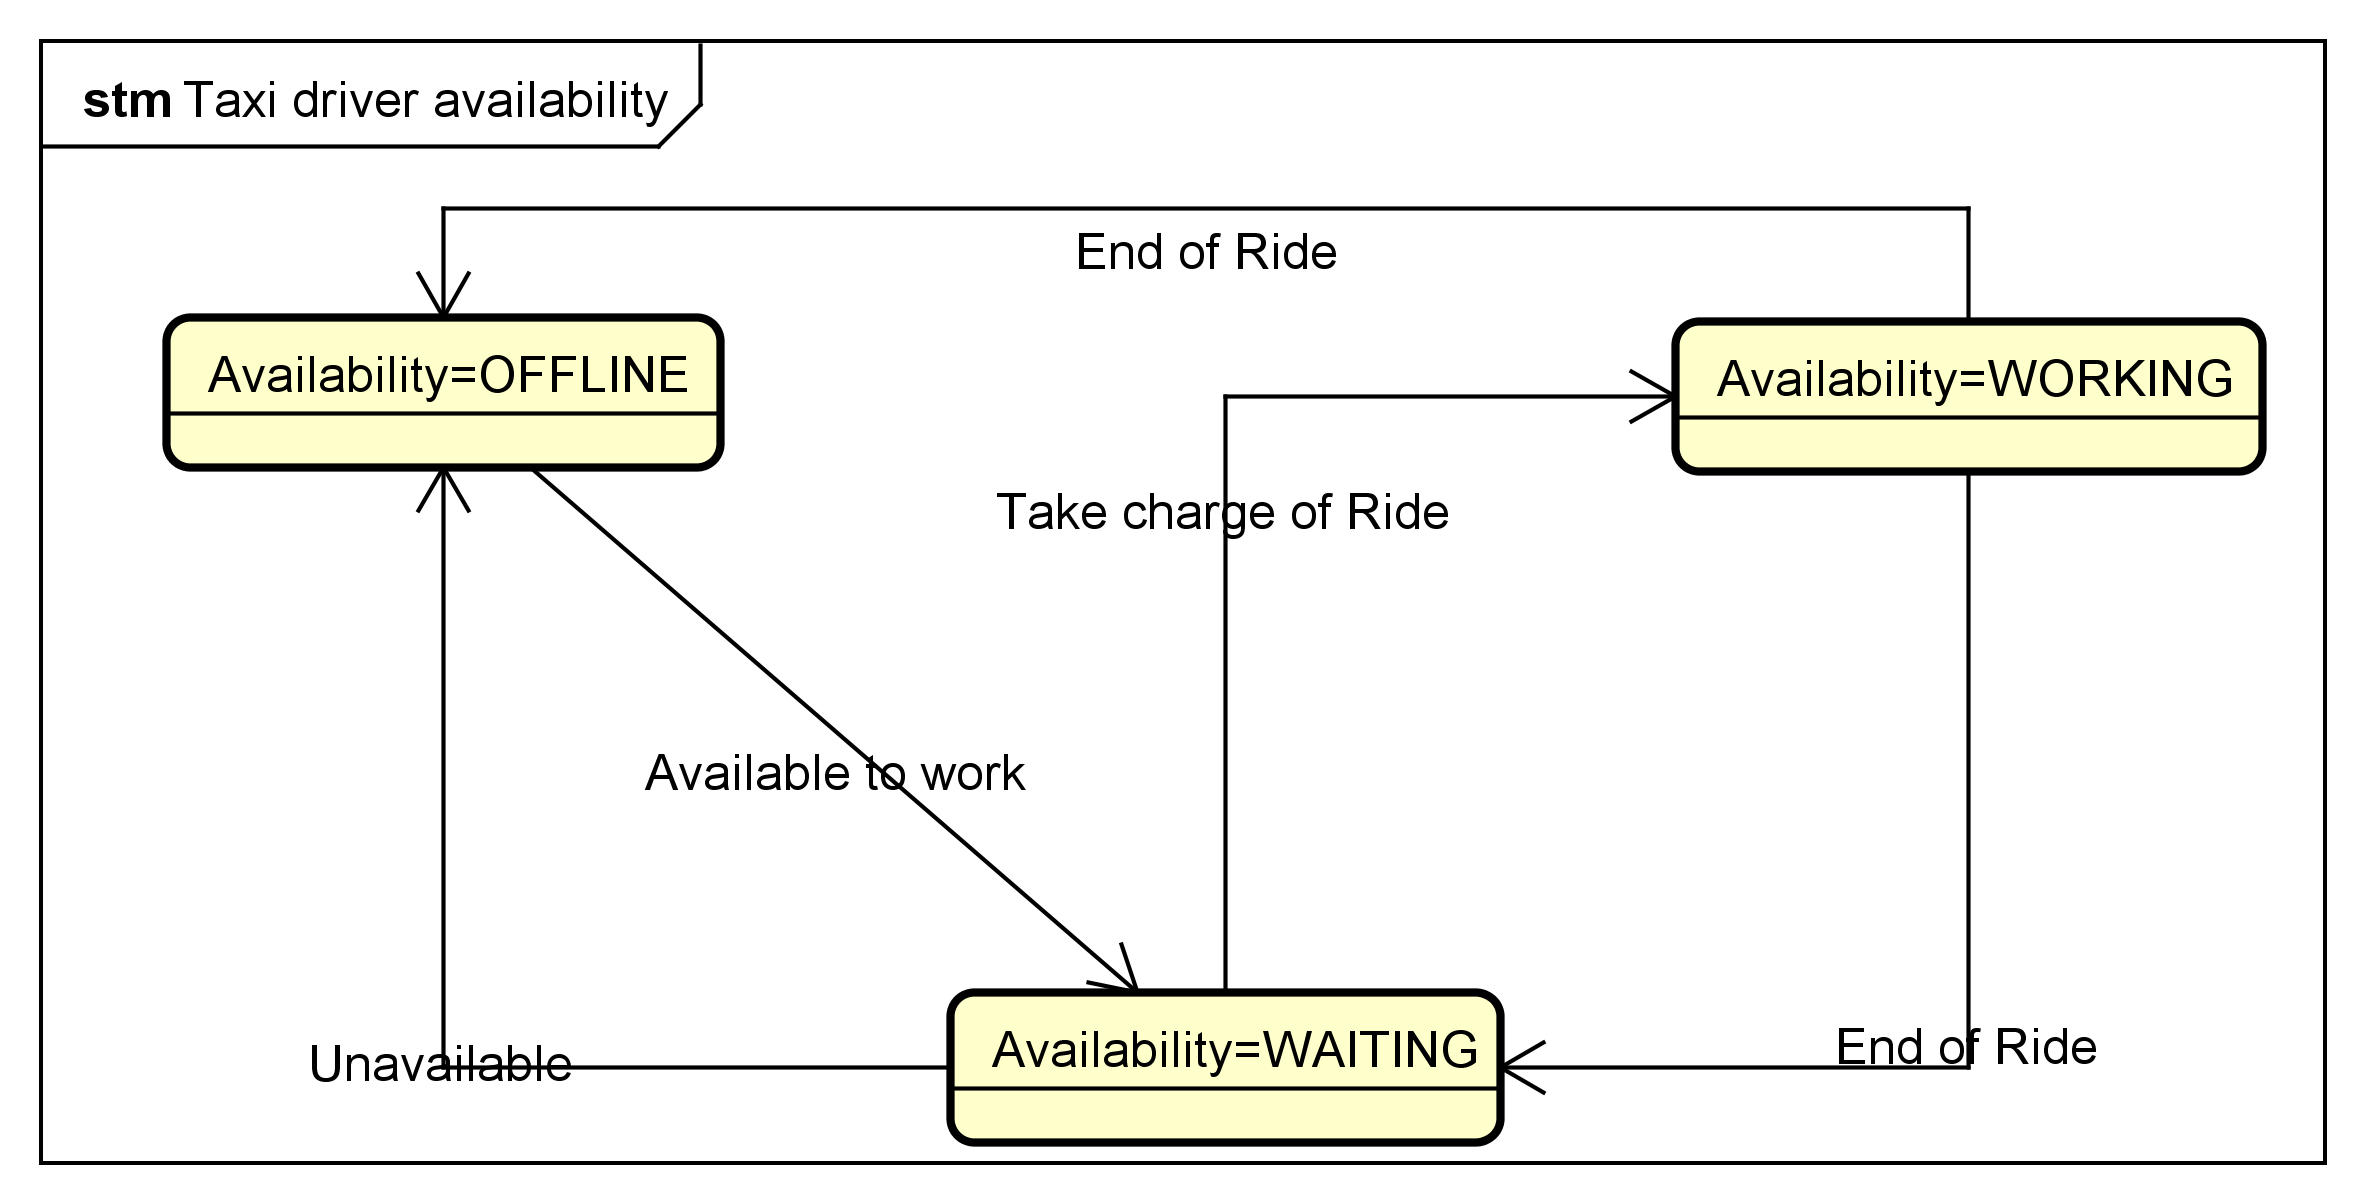 stm Taxi driver availability
End of Ride
Availability=OFFLINE
Availability=WORKING
Take charge of Ride
Available to work
Unavailable
Availability=WAITING
End of Ride